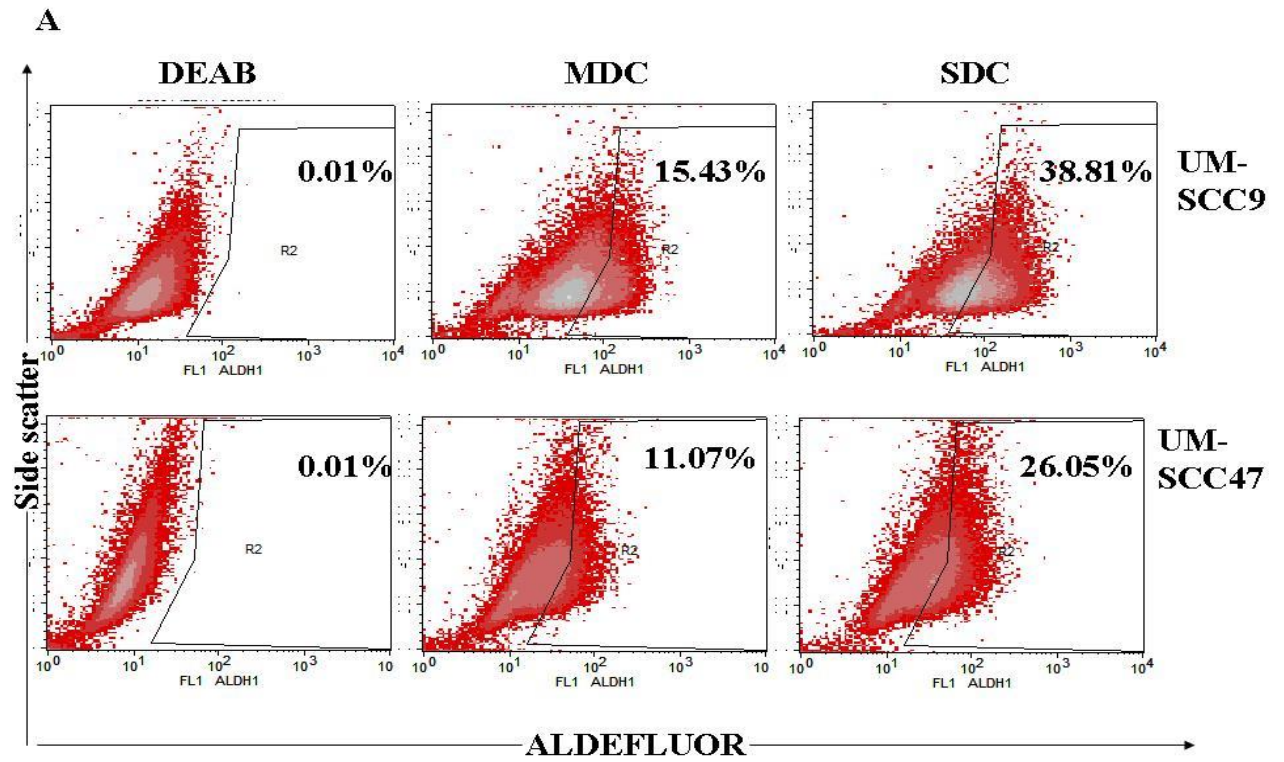 A
DEAB
MDC
SDC
0.01%
R2
15.43%
R2
38.81%
R2
UM-
SCC9
10^0 10^1 10^2 10^3 10^4
FL1 ALDH1
10^0 10^1 10^2 10^3 10^4
FL1 ALDH1
10^0 10^1 10^2 10^3 10^4
FL1 ALDH1
Side scatter
0.01%
R2
11.07%
R2
26.05%
R2
UM-
SCC47
10^0 10^1 10^2 10^3 10^4
FL1 ALDH1
10^0 10^1 10^2 10^3 10
FL1 ALDH1
10^0 10^1 10^2 10^3 10^4
FL1 ALDH1
ALDEFLUOR